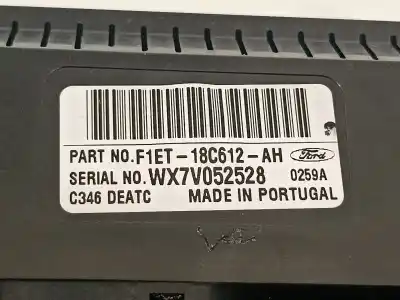 PART NO.F1ET-18C612-AH Ford
SERIAL NO.WX7V052528 0259A
C346 DEATC MADE IN PORTUGAL